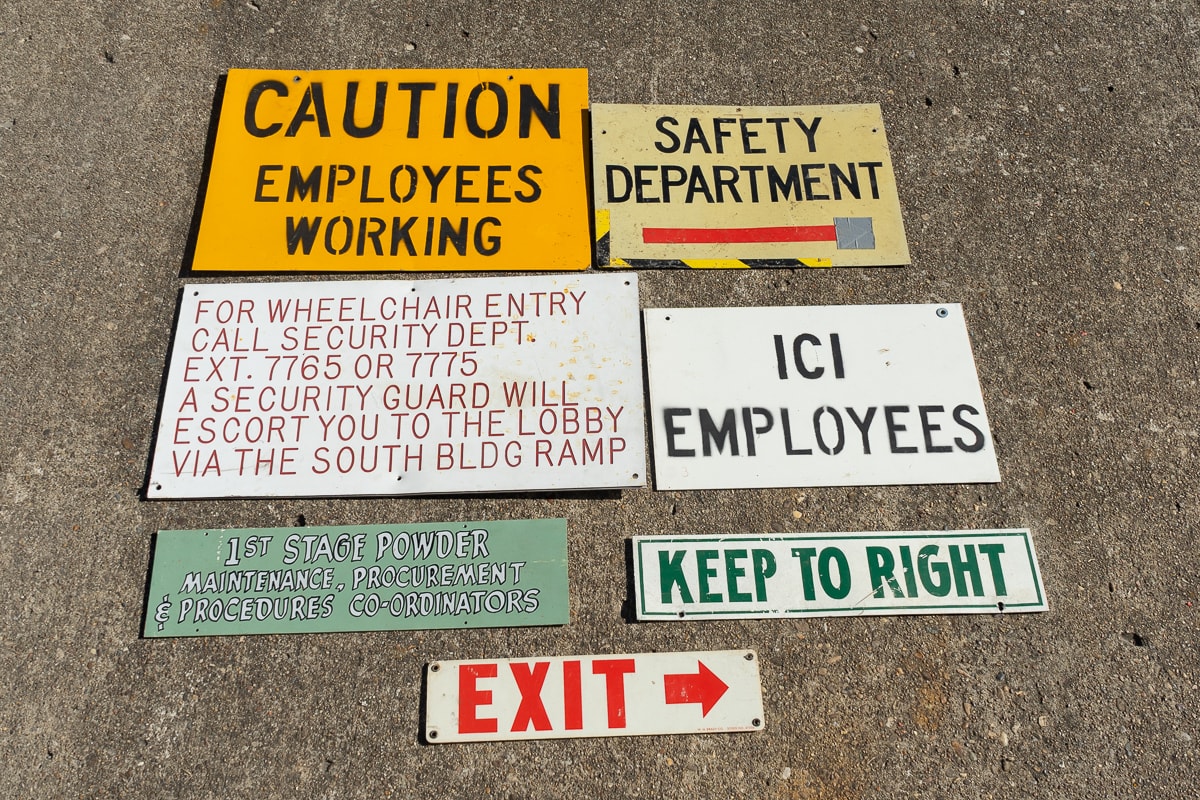 CAUTION
EMPLOYEES
WORKING
SAFETY
DEPARTMENT
FOR WHEELCHAIR ENTRY
CALL SECURITY DEPT
EXT. 7765 OR 7775
A SECURITY GUARD WILL
ESCORT YOU TO THE LOBBY
VIA THE SOUTH BLDG RAMP
ICI
EMPLOYEES
1ST STAGE POWDER
MAINTENANCE, PROCUREMENT
& PROCEDURES CO-ORDINATORS
KEEP TO RIGHT
EXIT